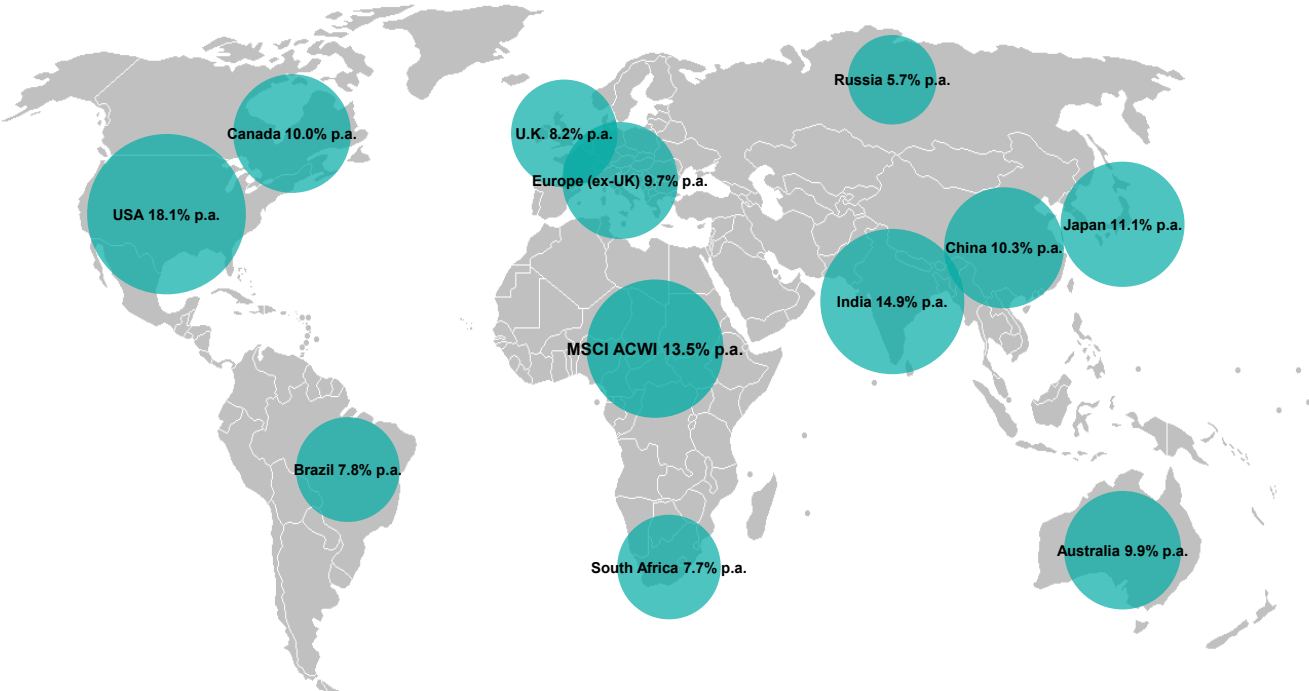 Russia 5.7% p.a.
Canada 10.0% p.a.
U.K. 8.2% p.a.
Europe (ex-UK) 9.7% p.a.
USA 18.1% p.a.
Japan 11.1% p.a.
China 10.3% p.a.
India 14.9% p.a.
MSCI ACWI 13.5% p.a.
Brazil 7.8% p.a.
Australia 9.9% p.a.
South Africa 7.7% p.a.